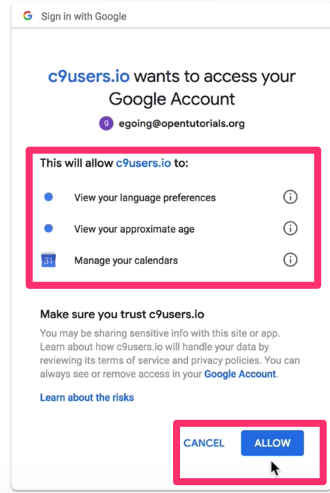 Sign in with Google
c9users.io wants to access your
Google Account
g egoing@opentutorials.org
This will allow c9users.io to:
View your language preferences
View your approximate age
31 Manage your calendars
Make sure you trust c9users.io
You may be sharing sensitive info with this site or app.
Learn about how c9users.io will handle your data by
reviewing its terms of service and privacy policies. You can
always see or remove access in your Google Account.
Learn about the risks
CANCEL ALLOW